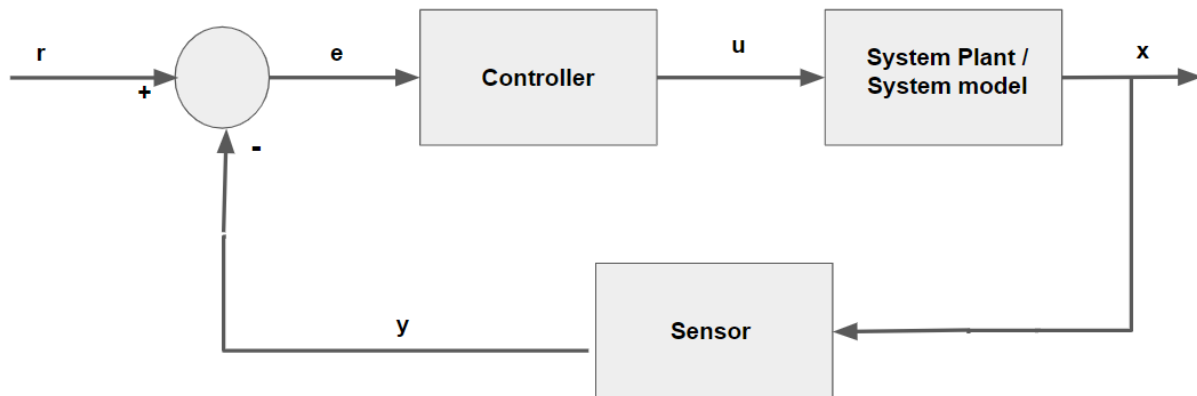 r
+
e
Controller
u
System Plant /
System model
x
-
y
Sensor